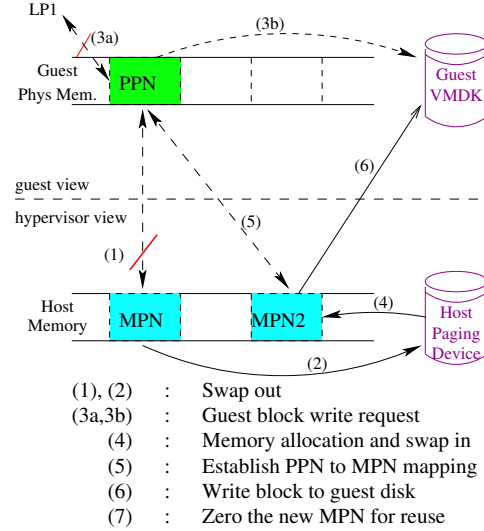 LP1
(3a)
(3b)
Guest
Phys Mem.
PPN
Guest
VMDK
(6)
guest view
hypervisor view
(5)
(1)
Host
Memory
MPN
MPN2
(4)
Host
Paging
Device
(2)
(1), (2) : Swap out
(3a,3b) : Guest block write request
(4) : Memory allocation and swap in
(5) : Establish PPN to MPN mapping
(6) : Write block to guest disk
(7) : Zero the new MPN for reuse